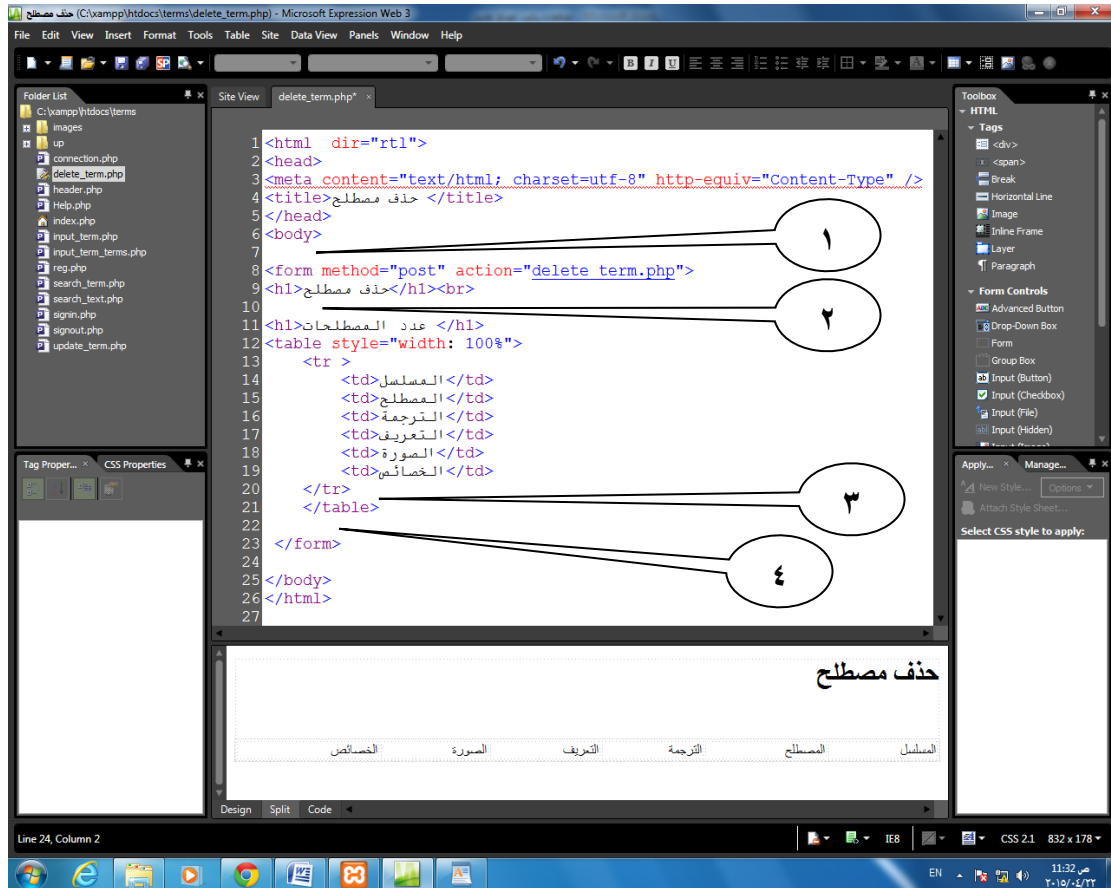 حذف مصطلح (C:\xampp\htdocs\terms\delete_term.php) - Microsoft Expression Web 3
File Edit View Insert Format Tools Table Site Data View Panels Window Help
Folder List
C:\xampp\htdocs\terms
images
up
connection.php
delete_term.php
header.php
Help.php
index.php
input_term.php
input_term_terms.php
reg.php
search_term.php
search_text.php
signin.php
signout.php
update_term.php
Tag Proper... CSS Properties
Site View delete_term.php*
1 <html dir="rtl">
2 <head>
3 <meta content="text/html; charset=utf-8" http-equiv="Content-Type" />
4 <title>حذف مصطلح </title>
5 </head>
6 <body>
7
8 <form method="post" action="delete_term.php">
9 <h1>حذف مصطلح</h1><br>
10
11 <h1>عدد المصطلحات </h1>
12 <table style="width: 100%">
13 <tr >
14 <td>المسلسل</td>
15 <td>المصطلح</td>
16 <td>الترجمة</td>
17 <td>التعريف</td>
18 <td>الصورة</td>
19 <td>الخصائص</td>
20 </tr>
21 </table>
22
23 </form>
24
25 </body>
26 </html>
27
١
٢
٣
٤
حذف مصطلح
المسلسل المصطلح الترجمة التعريف الصورة الخصائص
Design Split Code
Toolbox
HTML
Tags
<div>
<span>
Break
Horizontal Line
Image
Inline Frame
Layer
Paragraph
Form Controls
Advanced Button
Drop-Down Box
Form
Group Box
Input (Button)
Input (Checkbox)
Input (File)
Input (Hidden)
Apply... Manage...
New Style... Options
Attach Style Sheet...
Select CSS style to apply:
Line 24, Column 2
IE8 CSS 2.1 832 x 178
EN
11:32 ص
٢٠١٥/٠٤/٢٢